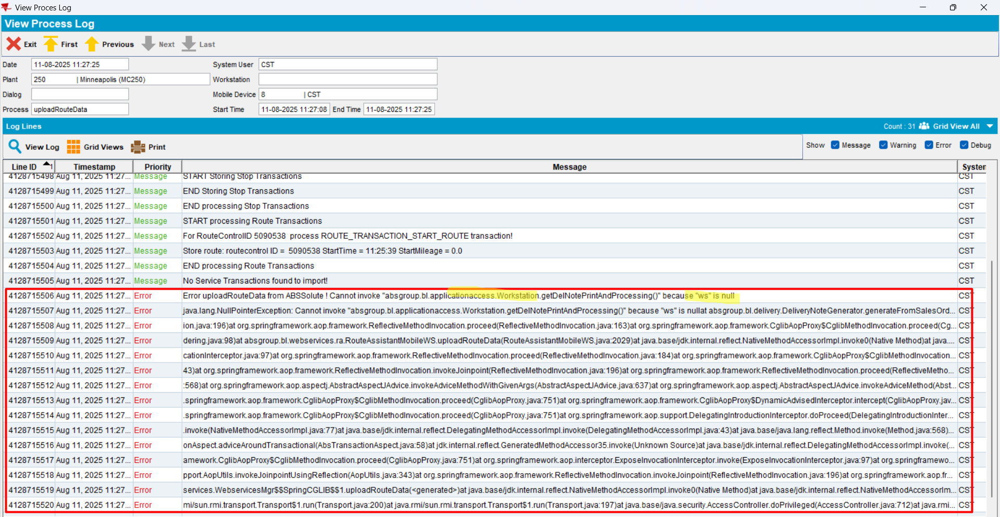 View Proces Log
View Process Log
Exit First Previous Next Last
Date 11-08-2025 11:27:25 System User CST
Plant 250 | Minneapolis (MC250) Workstation
Dialog Mobile Device 8 | CST
Process uploadRouteData Start Time 11-08-2025 11:27:08 End Time 11-08-2025 11:27:25
Log Lines Count : 31 Grid View All
View Log Grid Views Print Show Message Warning Error Debug
Line ID 1 Timestamp Priority Message System
4128715498 Aug 11, 2025 11:27... Message START Storing Stop Transactions CST
4128715499 Aug 11, 2025 11:27... Message END Storing Stop Transactions CST
4128715500 Aug 11, 2025 11:27... Message END processing Stop Transactions CST
4128715501 Aug 11, 2025 11:27... Message START processing Route Transactions CST
4128715502 Aug 11, 2025 11:27... Message For RouteControlID 5090538 process ROUTE_TRANSACTION_START_ROUTE transaction! CST
4128715503 Aug 11, 2025 11:27... Message Store route: routecontrol ID = 5090538 StartTime = 11:25:39 StartMileage = 0.0 CST
4128715504 Aug 11, 2025 11:27... Message END processing Route Transactions CST
4128715505 Aug 11, 2025 11:27... Message No Service Transactions found to import! CST
4128715506 Aug 11, 2025 11:27... Error Error uploadRouteData from ABSSolute ! Cannot invoke "absgroup.bl.applicationaccess.Workstation.getDelNotePrintAndProcessing()" because "ws" is null CST
4128715507 Aug 11, 2025 11:27... Error java.lang.NullPointerException: Cannot invoke "absgroup.bl.applicationaccess.Workstation.getDelNotePrintAndProcessing()" because "ws" is nullat absgroup.bl.delivery.DeliveryNoteGenerator.generateFromSalesOrd... CST
4128715508 Aug 11, 2025 11:27... Error ion.java:196)at org.springframework.aop.framework.ReflectiveMethodInvocation.proceed(ReflectiveMethodInvocation.java:163)at org.springframework.aop.framework.CglibAopProxy$CglibMethodInvocation.proceed(Cg... CST
4128715509 Aug 11, 2025 11:27... Error dering.java:98)at absgroup.bl.webservices.ra.RouteAssistantMobileWS.uploadRouteData(RouteAssistantMobileWS.java:2029)at java.base/jdk.internal.reflect.NativeMethodAccessorImpl.invoke0(Native Method)at java.... CST
4128715510 Aug 11, 2025 11:27... Error cationInterceptor.java:97)at org.springframework.aop.framework.ReflectiveMethodInvocation.proceed(ReflectiveMethodInvocation.java:184)at org.springframework.aop.framework.CglibAopProxy$CglibMethodInvocation... CST
4128715511 Aug 11, 2025 11:27... Error 43)at org.springframework.aop.framework.ReflectiveMethodInvocation.invokeJoinpoint(ReflectiveMethodInvocation.java:196)at org.springframework.aop.framework.ReflectiveMethodInvocation.proceed(ReflectiveMetho... CST
4128715512 Aug 11, 2025 11:27... Error :568)at org.springframework.aop.aspectj.AbstractAspectJAdvice.invokeAdviceMethodWithGivenArgs(AbstractAspectJAdvice.java:637)at org.springframework.aop.aspectj.AbstractAspectJAdvice.invokeAdviceMethod(Abst... CST
4128715513 Aug 11, 2025 11:27... Error .springframework.aop.framework.CglibAopProxy$CglibMethodInvocation.proceed(CglibAopProxy.java:751)at org.springframework.aop.framework.CglibAopProxy$DynamicAdvisedInterceptor.intercept(CglibAopProxy.jav... CST
4128715514 Aug 11, 2025 11:27... Error .springframework.aop.framework.CglibAopProxy$CglibMethodInvocation.proceed(CglibAopProxy.java:751)at org.springframework.aop.support.DelegatingIntroductionInterceptor.doProceed(DelegatingIntroductionInter... CST
4128715515 Aug 11, 2025 11:27... Error .invoke(NativeMethodAccessorImpl.java:77)at java.base/jdk.internal.reflect.DelegatingMethodAccessorImpl.invoke(DelegatingMethodAccessorImpl.java:43)at java.base/java.lang.reflect.Method.invoke(Method.java:568)... CST
4128715516 Aug 11, 2025 11:27... Error onAspect.adviceAroundTransactional(AbsTransactionAspect.java:58)at jdk.internal.reflect.GeneratedMethodAccessor35.invoke(Unknown Source)at java.base/jdk.internal.reflect.DelegatingMethodAccessorImpl.invoke(... CST
4128715517 Aug 11, 2025 11:27... Error amework.CglibAopProxy$CglibMethodInvocation.proceed(CglibAopProxy.java:751)at org.springframework.aop.interceptor.ExposeInvocationInterceptor.invoke(ExposeInvocationInterceptor.java:97)at org.springframewo... CST
4128715518 Aug 11, 2025 11:27... Error pport.AopUtils.invokeJoinpointUsingReflection(AopUtils.java:343)at org.springframework.aop.framework.ReflectiveMethodInvocation.invokeJoinpoint(ReflectiveMethodInvocation.java:196)at org.springframework.aop.fr... CST
4128715519 Aug 11, 2025 11:27... Error services.WebservicesMgr$$SpringCGLIB$$1.uploadRouteData(<generated>)at java.base/jdk.internal.reflect.NativeMethodAccessorImpl.invoke0(Native Method)at java.base/jdk.internal.reflect.NativeMethodAccessorIm... CST
4128715520 Aug 11, 2025 11:27... Error mi/sun.rmi.transport.Transport$1.run(Transport.java:200)at java.rmi/sun.rmi.transport.Transport$1.run(Transport.java:197)at java.base/java.security.AccessController.doPrivileged(AccessController.java:712)at java.rmi... CST